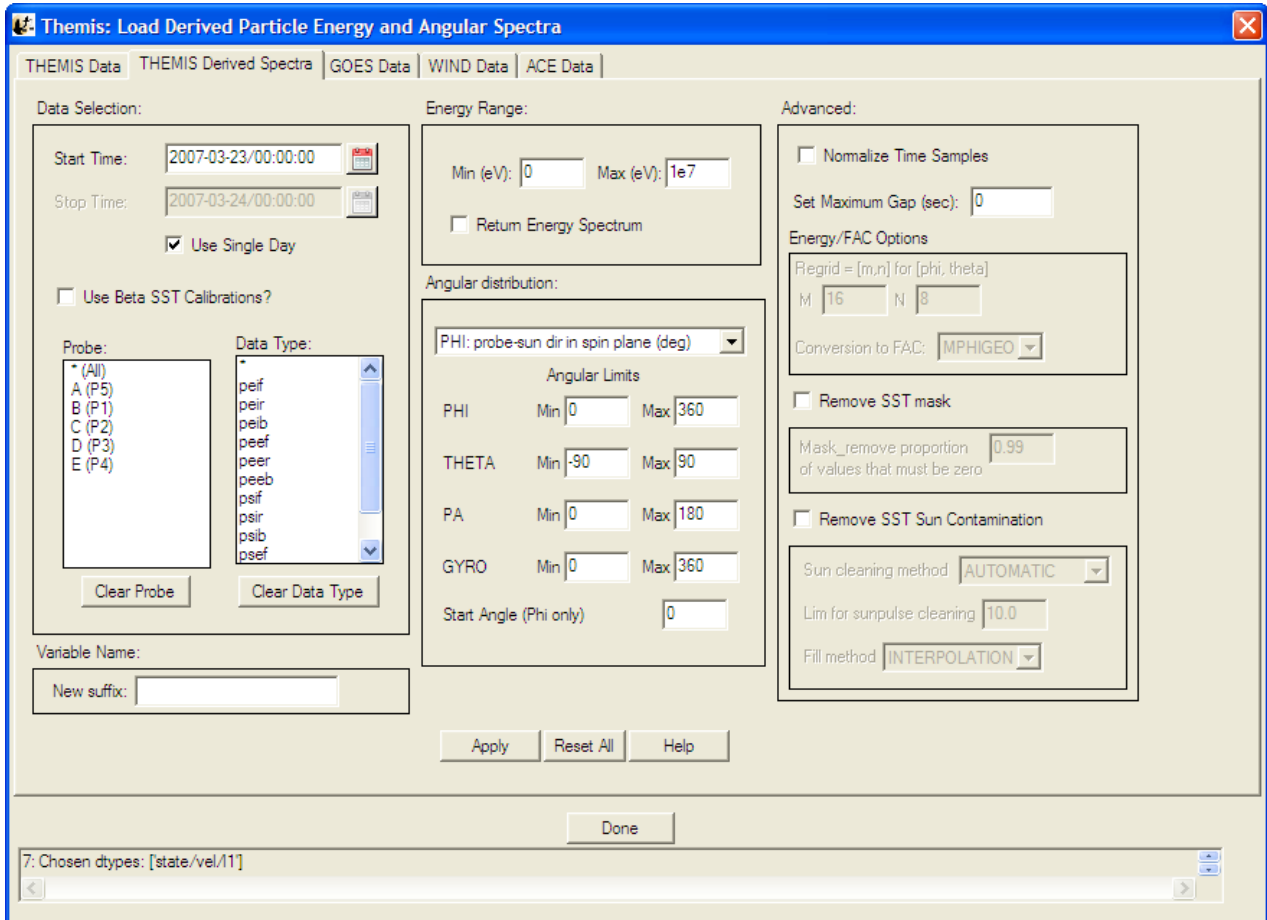 Themis: Load Derived Particle Energy and Angular Spectra
THEMIS Data THEMIS Derived Spectra GOES Data WIND Data ACE Data
Data Selection:
Start Time: 2007-03-23/00:00:00
Stop Time: 2007-03-24/00:00:00
Use Single Day
Use Beta SST Calibrations?
Probe:
* (All)
A (P5)
B (P1)
C (P2)
D (P3)
E (P4)
Clear Probe
Data Type:
*
peif
peir
peib
peef
peer
peeb
psif
psir
psib
psef
Clear Data Type
Variable Name:
New suffix:
Energy Range:
Min (eV): 0 Max (eV): 1e7
Return Energy Spectrum
Angular distribution:
PHI: probe-sun dir in spin plane (deg)
Angular Limits
PHI Min 0 Max 360
THETA Min -90 Max 90
PA Min 0 Max 180
GYRO Min 0 Max 360
Start Angle (Phi only) 0
Advanced:
Normalize Time Samples
Set Maximum Gap (sec): 0
Energy/FAC Options
Regrid = [m,n] for [phi, theta]
M 16 N 8
Conversion to FAC: MPHIGEO
Remove SST mask
Mask_remove proportion 0.99
of values that must be zero
Remove SST Sun Contamination
Sun cleaning method AUTOMATIC
Lim for sunpulse cleaning 10.0
Fill method INTERPOLATION
Apply Reset All Help
Done
7: Chosen dtypes: ['state/vel/l1']